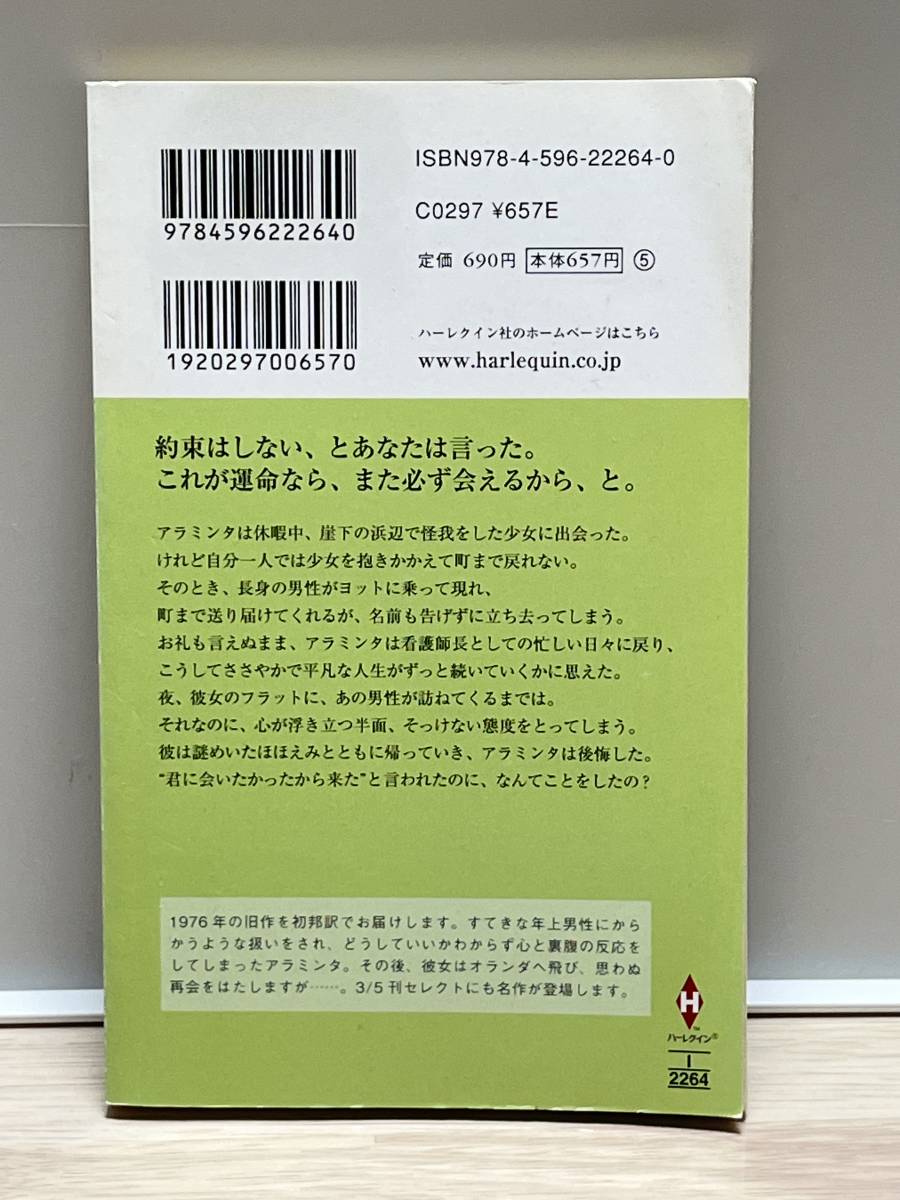 ISBN978-4-596-22264-0
9784596222640
C0297 ¥657E
定価 690円 本体657円 ⑤
1920297006570
ハーレクイン社のホームページはこちら
www.harlequin.co.jp
約束はしない、とあなたは言った。
これが運命なら、また必ず会えるから、と。
アラミンタは休暇中、崖下の浜辺で怪我をした少女に出会った。
けれど自分一人では少女を抱きかかえて町まで戻れない。
そのとき、長身の男性がヨットに乗って現れ、
町まで送り届けてくれるが、名前も告げずに立ち去ってしまう。
お礼も言えぬまま、アラミンタは看護師長としての忙しい日々に戻り、
こうしてささやかで平凡な人生がずっと続いていくかに思えた。
夜、彼女のフラットに、あの男性が訪ねてくるまでは。
それなのに、心が浮き立つ半面、そっけない態度をとってしまう。
彼は謎めいたほほえみとともに帰っていき、アラミンタは後悔した。
“君に会いたかったから来た”と言われたのに、なんてことをしたの?
1976年の旧作を初邦訳でお届けします。すてきな年上男性にから
かうような扱いをされ、どうしていいかわからず心と裏腹の反応を
してしまったアラミンタ。その後、彼女はオランダへ飛び、思わぬ
再会をはたしますが……。3/5刊セレクトにも名作が登場します。
H
™
ハーレクイン®
I
2264